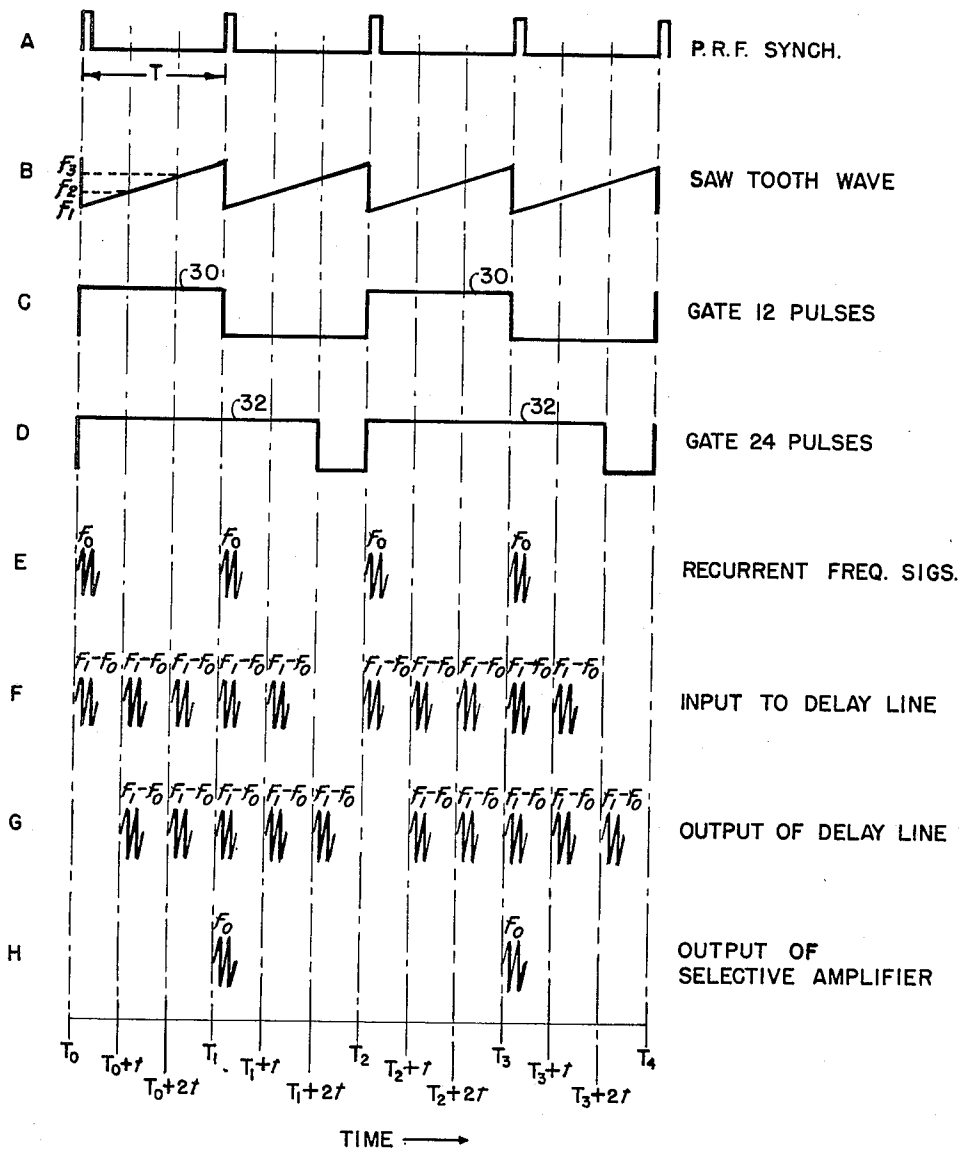 A P.R.F. SYNCH.
T
B f3 f2 f1 SAW TOOTH WAVE
C 30 30 GATE 12 PULSES
D 32 32 GATE 24 PULSES
E f0 f0 f0 f0 RECURRENT FREQ. SIGS.
F f1-f0 f1-f0 f1-f0 f1-f0 f1-f0 f1-f0 f1-f0 f1-f0 f1-f0 f1-f0 INPUT TO DELAY LINE
G f1-f0 f1-f0 f1-f0 f1-f0 f1-f0 f1-f0 f1-f0 f1-f0 f1-f0 f1-f0 OUTPUT OF DELAY LINE
H f0 f0 OUTPUT OF
SELECTIVE AMPLIFIER
T0 T0+t T0+2t T1 T1+t T1+2t T2 T2+t T2+2t T3 T3+t T3+2t T4
TIME